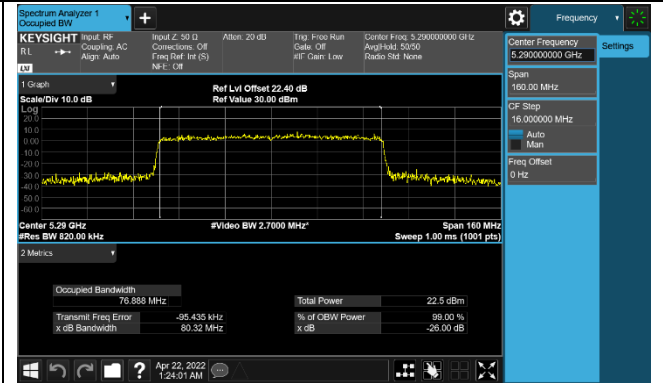 Spectrum Analyzer 1
Occupied BW
Frequency
KEYSIGHT Input: RF
RL Coupling: AC
Align: Auto
LXI
Input Z: 50 Ω
Corrections: Off
Freq Ref: Int (S)
NFE: Off
Atten: 20 dB
Trig: Free Run
Gate: Off
#IF Gain: Low
Center Freq: 5.290000000 GHz
Avg|Hold: 50/50
Radio Std: None
Center Frequency
5.290000000 GHz
Settings
Span
160.00 MHz
CF Step
16.000000 MHz
Auto
Man
Freq Offset
0 Hz
1 Graph
Scale/Div 10.0 dB
Ref Lvl Offset 22.40 dB
Ref Value 30.00 dBm
Log
20.0
10.0
0.00
-10.0
-20.0
-30.0
-40.0
-50.0
-60.0
Center 5.29 GHz
#Video BW 2.7000 MHz*
Span 160 MHz
#Res BW 820.00 kHz
Sweep 1.00 ms (1001 pts)
2 Metrics
Occupied Bandwidth
76.888 MHz
Total Power 22.5 dBm
Transmit Freq Error -95.435 kHz
% of OBW Power 99.00 %
x dB Bandwidth 80.32 MHz
x dB -26.00 dB
Apr 22, 2022
1:24:01 AM